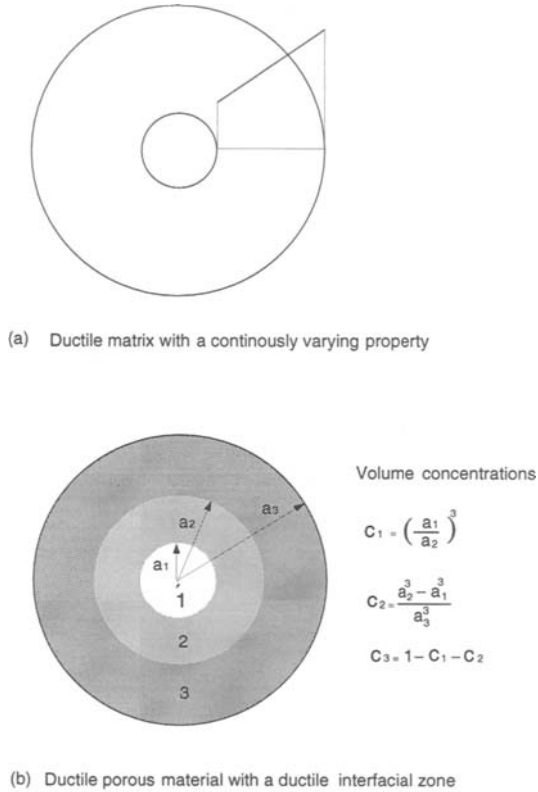 (a) Ductile matrix with a continously varying property
Volume concentrations
C1 = (a1/a2)^3
a3
a2
a1
1
C2 = (a2^3 – a1^3)/a3^3
2
C3 = 1 – C1 – C2
3
(b) Ductile porous material with a ductile interfacial zone